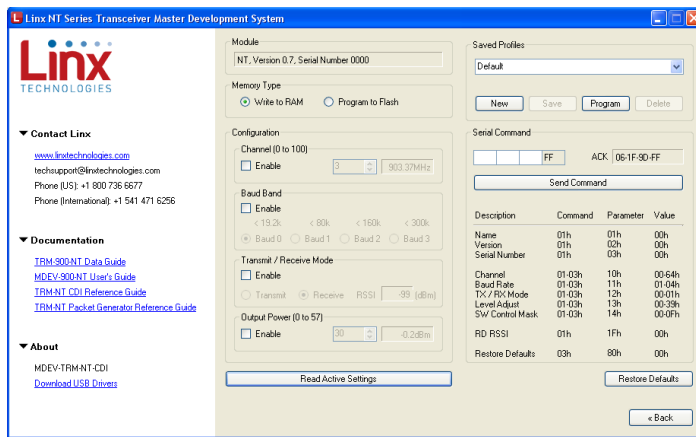 Linx NT Series Transceiver Master Development System
Linx
TECHNOLOGIES
Contact Linx
www.linxtechnologies.com
techsupport@linxtechnologies.com
Phone (US): +1 800 736 6677
Phone (International): +1 541 471 6256
Documentation
TRM-900-NT Data Guide
MDEV-900-NT User's Guide
TRM-NT CDI Reference Guide
TRM-NT Packet Generator Reference Guide
About
MDEV-TRM-NT-CDI
Download USB Drivers
Module
NT, Version 0.7, Serial Number 0000
Memory Type
Write to RAM Program to Flash
Configuration
Channel (0 to 100)
Enable 3 903.37MHz
Baud Band
Enable
< 19.2k < 80k < 160k < 300k
Baud 0 Baud 1 Baud 2 Baud 3
Transmit / Receive Mode
Enable
Transmit Receive RSSI -99 (dBm)
Output Power (0 to 57)
Enable 30 -0.2dBm
Read Active Settings
Saved Profiles
Default
New Save Program Delete
Serial Command
FF ACK 06-1F-9D-FF
Send Command
Description Command Parameter Value
Name 01h 01h 00h
Version 01h 02h 00h
Serial Number 01h 03h 00h
Channel 01-03h 10h 00-64h
Baud Rate 01-03h 11h 01-04h
TX / RX Mode 01-03h 12h 00-01h
Level Adjust 01-03h 13h 00-39h
SW Control Mask 01-03h 14h 00-0Fh
RD RSSI 01h 1Fh 00h
Restore Defaults 03h 80h 00h
Restore Defaults
« Back